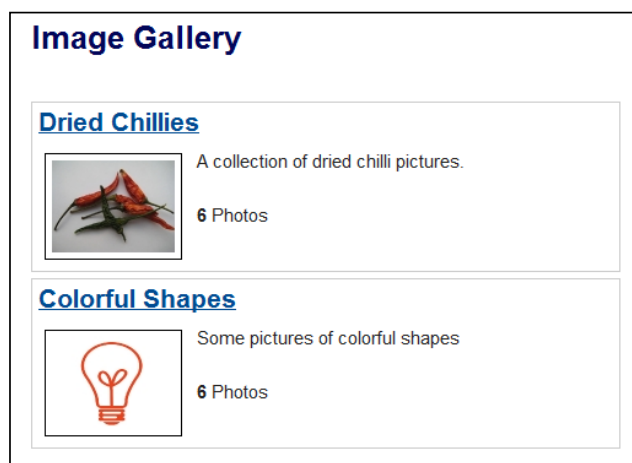 Image Gallery
Dried Chillies
A collection of dried chilli pictures.
6 Photos
Colorful Shapes
Some pictures of colorful shapes
6 Photos